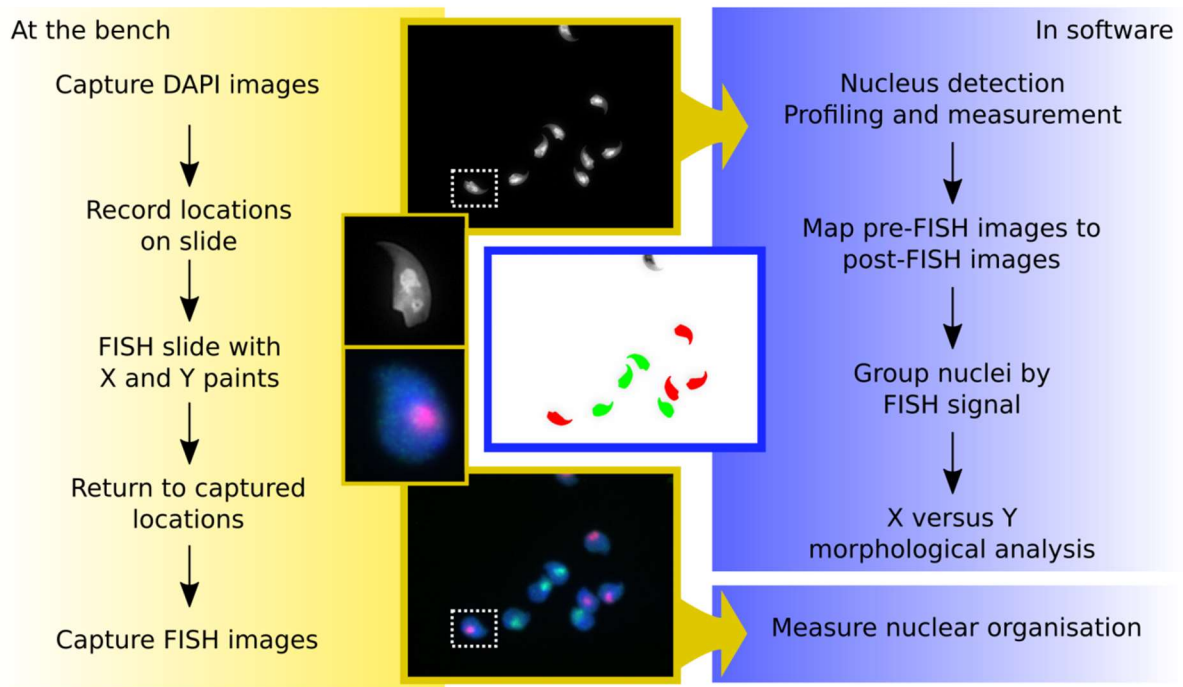 At the bench
Capture DAPI images
Record locations
on slide
FISH slide with
X and Y paints
Return to captured
locations
Capture FISH images
In software
Nucleus detection
Profiling and measurement
Map pre-FISH images to
post-FISH images
Group nuclei by
FISH signal
X versus Y
morphological analysis
Measure nuclear organisation